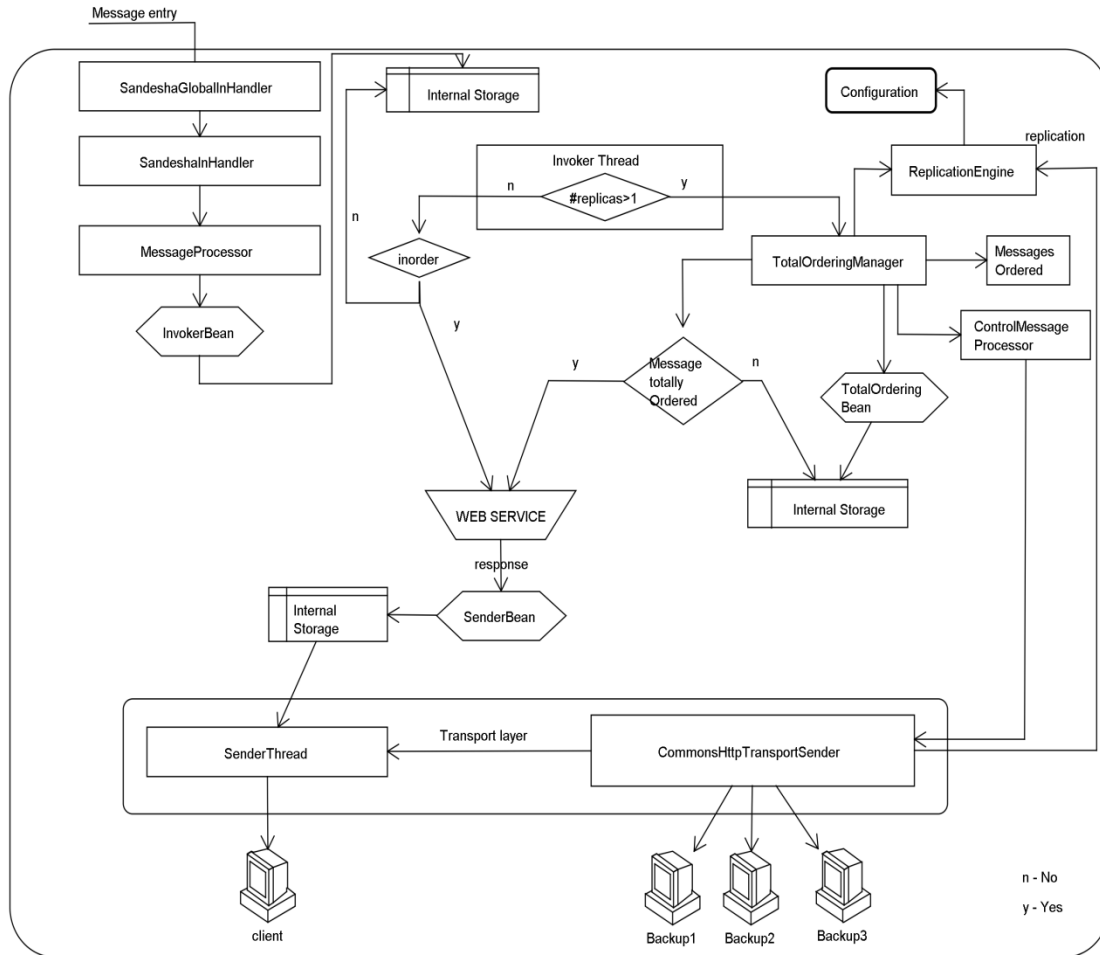 Message entry
SandeshaGlobalInHandler
Internal Storage
Configuration
replication
SandeshaInHandler
Invoker Thread
ReplicationEngine
n
#replicas>1
y
n
MessageProcessor
inorder
TotalOrderingManager
Messages
Ordered
InvokerBean
y
ControlMessage
Processor
y
Message
totally
Ordered
n
TotalOrdering
Bean
WEB SERVICE
Internal Storage
response
Internal
Storage
SenderBean
SenderThread
Transport layer
CommonsHttpTransportSender
n - No
y - Yes
client
Backup1
Backup2
Backup3